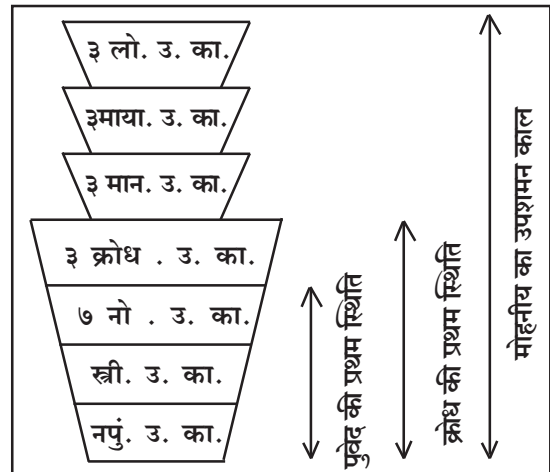 ३ लो. उ. का.
३माया. उ. का.
३ मान. उ. का.
३ क्रोध . उ. का.
७ नो . उ. का.
स्त्री. उ. का.
नपुं. उ. का.
पुवेद की प्रथम स्थिति
क्रोध की प्रथम स्थिति
मोहनीय का उपशमन काल